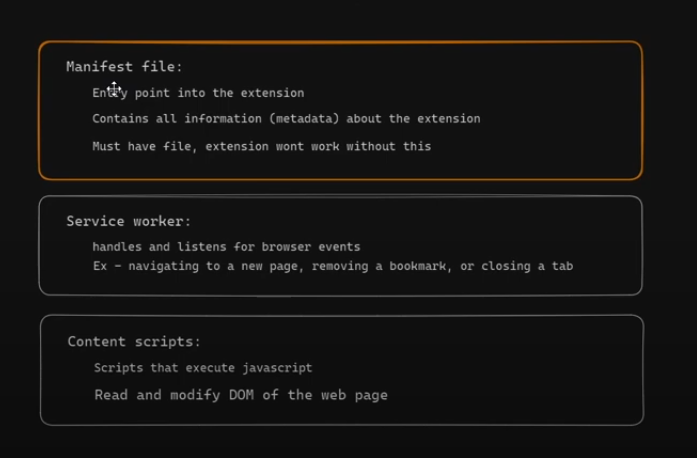 Manifest file:
Entry point into the extension
Contains all information (metadata) about the extension
Must have file, extension wont work without this
Service worker:
handles and listens for browser events
Ex - navigating to a new page, removing a bookmark, or closing a tab
Content scripts:
Scripts that execute javascript
Read and modify DOM of the web page